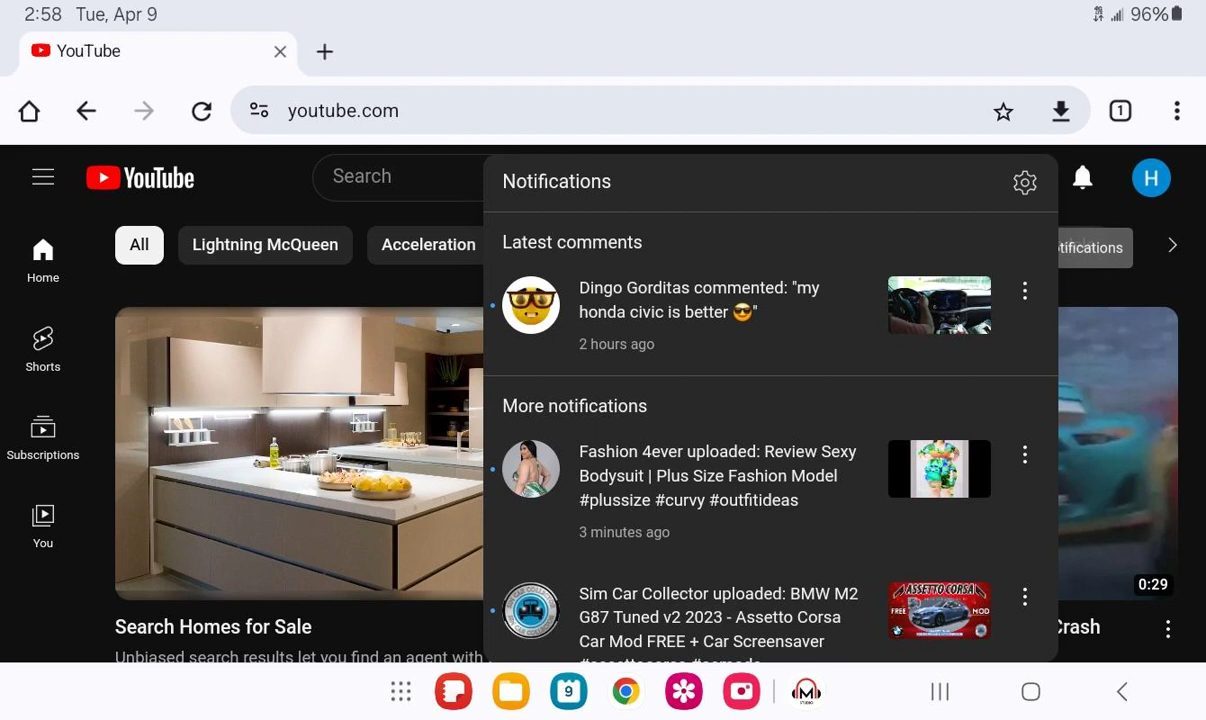 2:58 Tue, Apr 9
96%
YouTube
1
youtube.com
YouTube
Search
Notifications
H
All
Lightning McQueen
Acceleration
tifications
Home
Shorts
Subscriptions
You
Latest comments
Dingo Gorditas commented: "my
honda civic is better 😎"
2 hours ago
More notifications
Fashion 4ever uploaded: Review Sexy
Bodysuit | Plus Size Fashion Model
#plussize #curvy #outfitideas
3 minutes ago
Sim Car Collector uploaded: BMW M2
G87 Tuned v2 2023 - Assetto Corsa
Car Mod FREE + Car Screensaver
ASSETTO CORSA
FREE MOD
0:29
Search Homes for Sale
Crash
Unbiased search results let you find an agent with
9
M
STUDIO